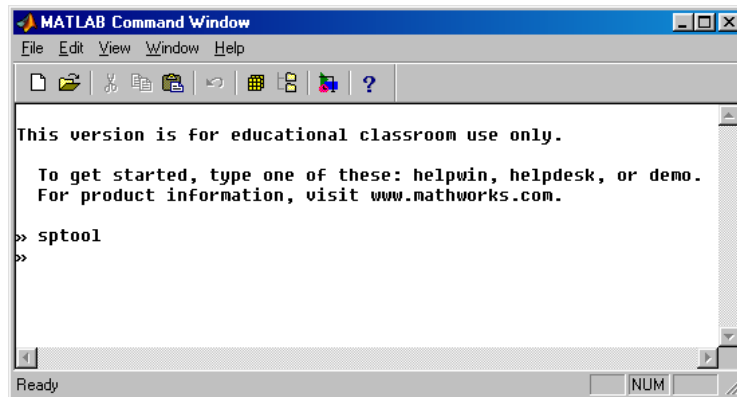 MATLAB Command Window
File Edit View Window Help
?
This version is for educational classroom use only.
To get started, type one of these: helpwin, helpdesk, or demo.
For product information, visit www.mathworks.com.
» sptool
»
Ready NUM